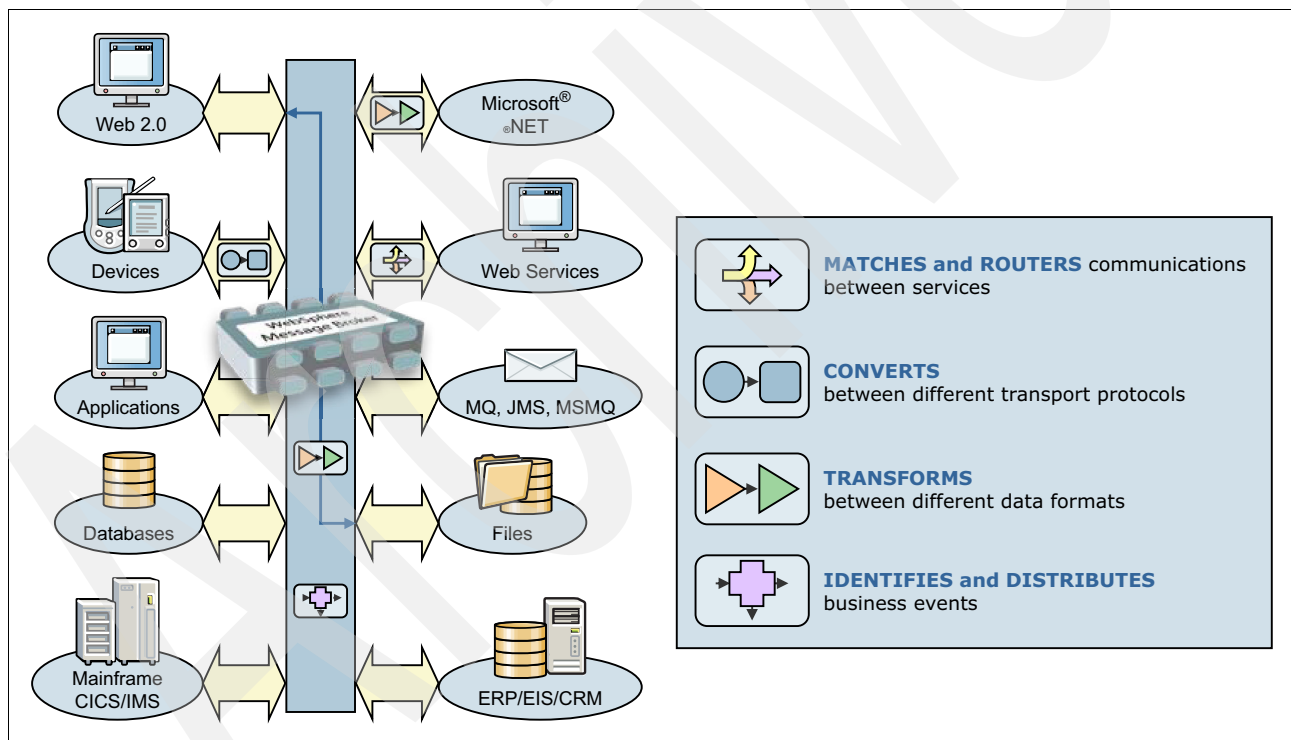 Web 2.0
Microsoft®
®.NET
Devices
Web Services
WebSphere
Message Broker
Applications
MQ, JMS, MSMQ
Databases
Files
Mainframe
CICS/IMS
ERP/EIS/CRM
MATCHES and ROUTERS communications
between services
CONVERTS
between different transport protocols
TRANSFORMS
between different data formats
IDENTIFIES and DISTRIBUTES
business events